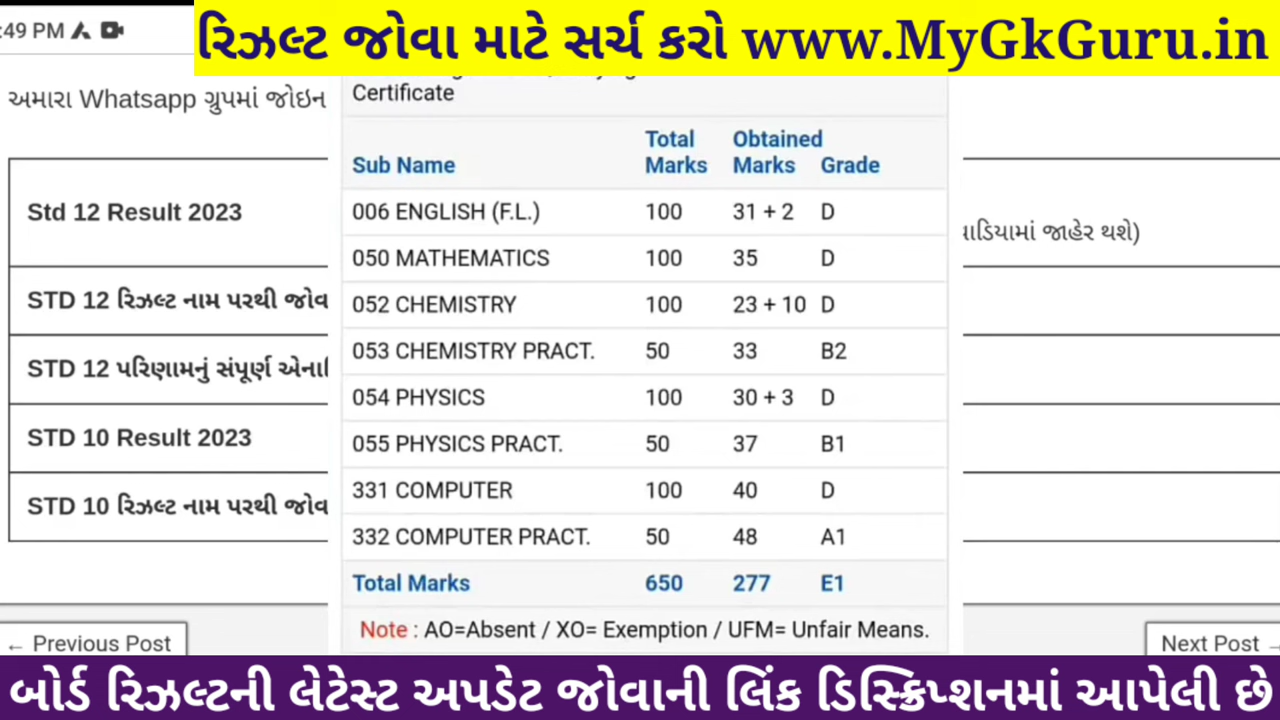 :49 PM
રિઝલ્ટ જોવા માટે સર્ચ કરો www.MyGkGuru.in
અમારા Whatsapp ગ્રુપમાં જોઇન
Std 12 Result 2023
STD 12 રિઝલ્ટ નામ પરથી જોવ
STD 12 પરિણામનું સંપૂર્ણ એનાલિ
STD 10 Result 2023
STD 10 રિઝલ્ટ નામ પરથી જોવ
← Previous Post
Certificate
Sub Name Total Marks Obtained Marks Grade
006 ENGLISH (F.L.) 100 31 + 2 D
050 MATHEMATICS 100 35 D
052 CHEMISTRY 100 23 + 10 D
053 CHEMISTRY PRACT. 50 33 B2
054 PHYSICS 100 30 + 3 D
055 PHYSICS PRACT. 50 37 B1
331 COMPUTER 100 40 D
332 COMPUTER PRACT. 50 48 A1
Total Marks 650 277 E1
Note : AO=Absent / XO= Exemption / UFM= Unfair Means.
જાહેર થશે)
Next Post →
બોર્ડ રિઝલ્ટની લેટેસ્ટ અપડેટ જોવાની લિંક ડિસ્ક્રિપ્શનમાં આપેલી છે